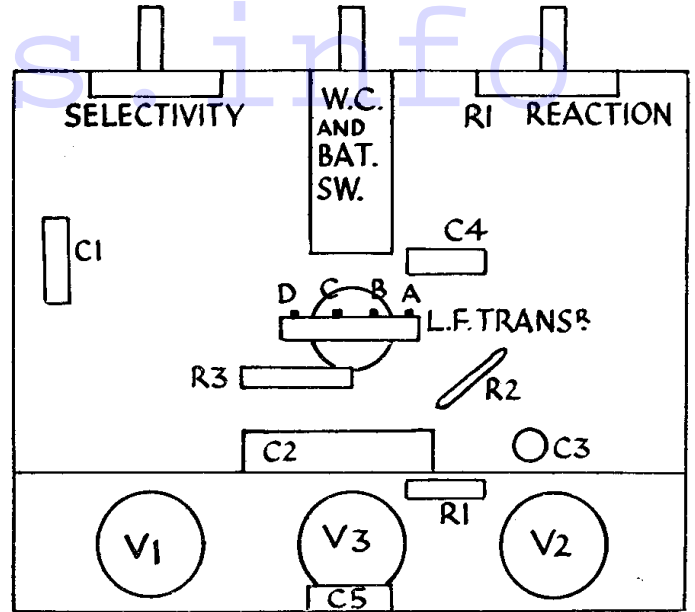 s.info
SELECTIVITY
W.C.
AND
BAT.
SW.
R1 REACTION
C1
C4
D C B A
L.F. TRANSR.
R3
R2
C2
C3
R1
V1
V3
V2
C5